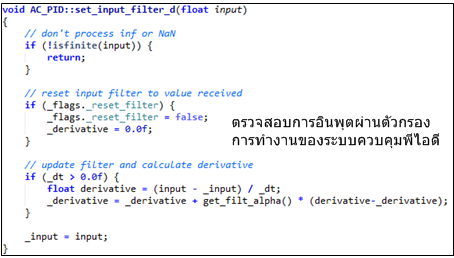 void AC_PID::set_input_filter_d(float input)
{
    // don't process inf or NaN
    if (!isfinite(input)) {
        return;
    }
    // reset input filter to value received
    if (_flags._reset_filter) {
        _flags._reset_filter = false;
        _derivative = 0.0f;
    }
ตรวจสอบการอินพุตผ่านตัวกรอง
การทำงานของระบบควบคุมพีไอดี
    // update filter and calculate derivative
    if (_dt > 0.0f) {
        float derivative = (input - _input) / _dt;
        _derivative = _derivative + get_filt_alpha() * (derivative-_derivative);
    }
    _input = input;
}